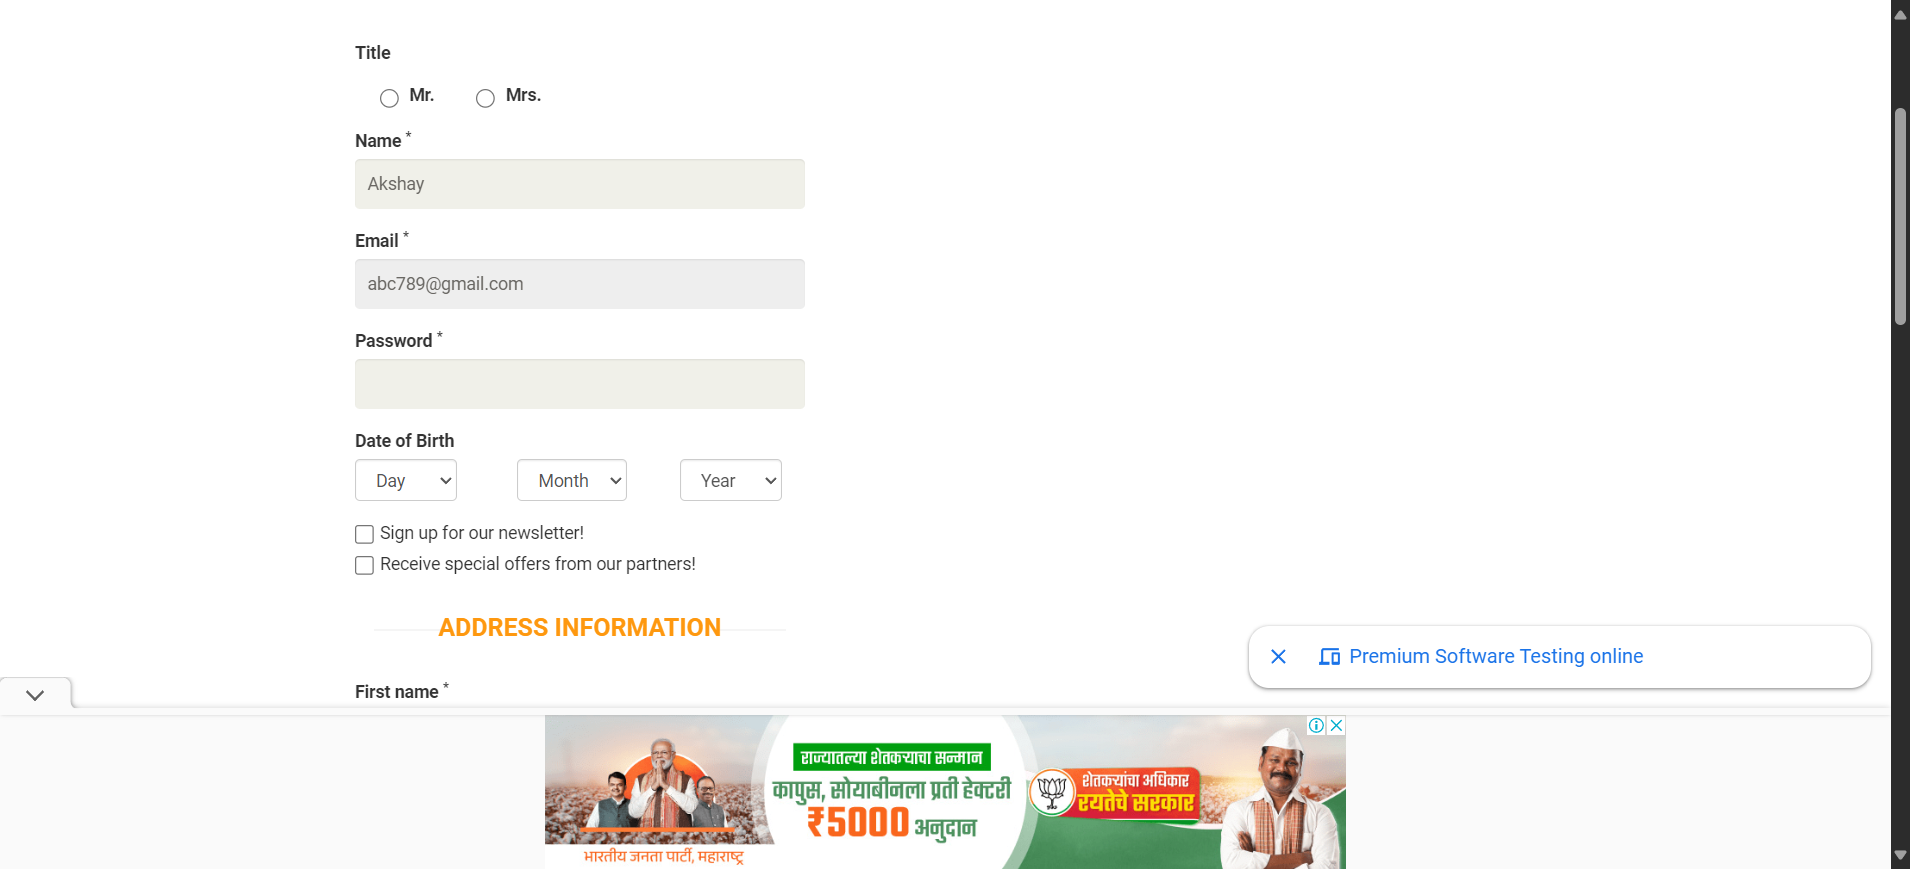 Title
Mr. Mrs.
Name *
Akshay
Email *
abc789@gmail.com
Password *
Date of Birth
Day Month Year
Sign up for our newsletter!
Receive special offers from our partners!
ADDRESS INFORMATION
Premium Software Testing online
First name *
राज्यातल्या शेतकऱ्याचा सन्मान
कापुस, सोयाबीनला प्रती हेक्टरी
₹5000 अनुदान
भारतीय जनता पार्टी, महाराष्ट्र
शेतकऱ्यांचा अधिकार
रयतेचे सरकार